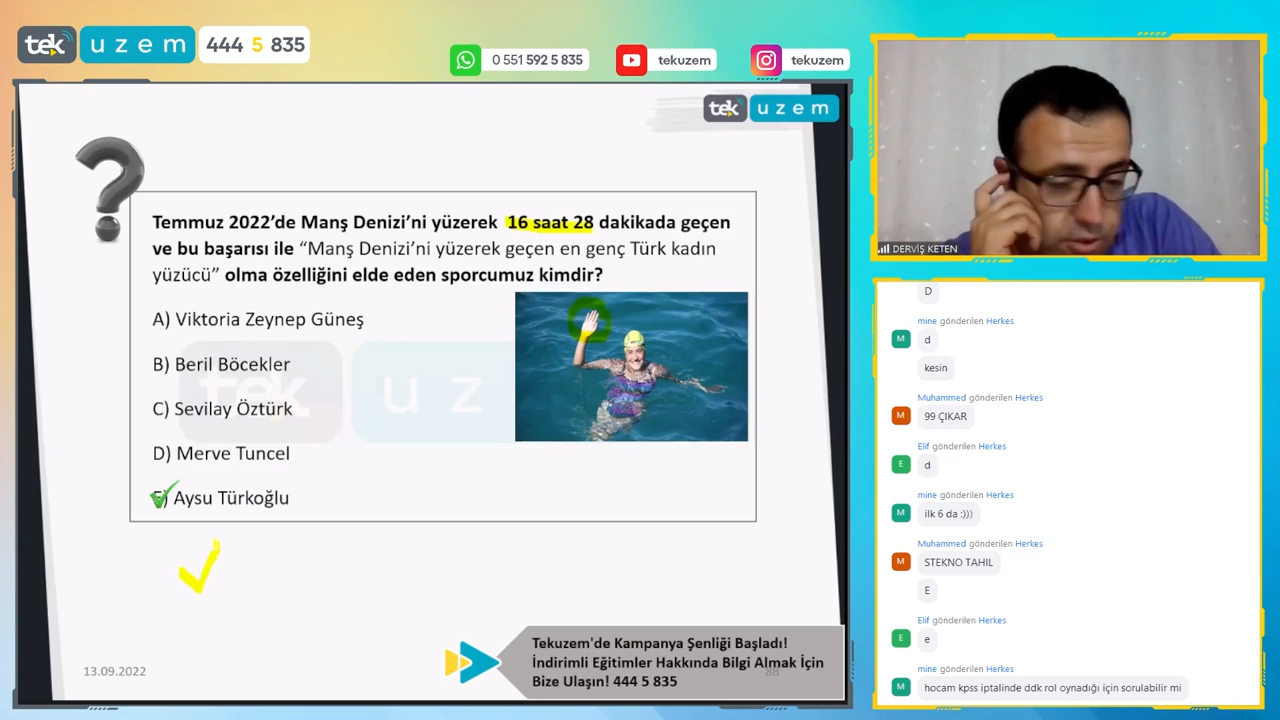 tek uzem 444 5 835
0 551 592 5 835
tekuzem
tekuzem
tek uzem
?
Temmuz 2022’de Manş Denizi’ni yüzerek 16 saat 28 dakikada geçen
ve bu başarısı ile “Manş Denizi’ni yüzerek geçen en genç Türk kadın
yüzücü” olma özelliğini elde eden sporcumuz kimdir?
A) Viktoria Zeynep Güneş
B) Beril Böcekler
C) Sevilay Öztürk
D) Merve Tuncel
E) Aysu Türkoğlu
tek uz
13.09.2022
Tekuzem'de Kampanya Şenliği Başladı!
İndirimli Eğitimler Hakkında Bilgi Almak İçin
Bize Ulaşın! 444 5 835
88
DERVİŞ KETEN
D
mine gönderilen Herkes
M
d
kesin
Muhammed gönderilen Herkes
M
99 ÇIKAR
Elif gönderilen Herkes
E
d
mine gönderilen Herkes
M
ilk 6 da :)))
Muhammed gönderilen Herkes
M
STEKNO TAHIL
E
Elif gönderilen Herkes
E
e
mine gönderilen Herkes
M
hocam kpss iptalinde ddk rol oynadığı için sorulabilir mi